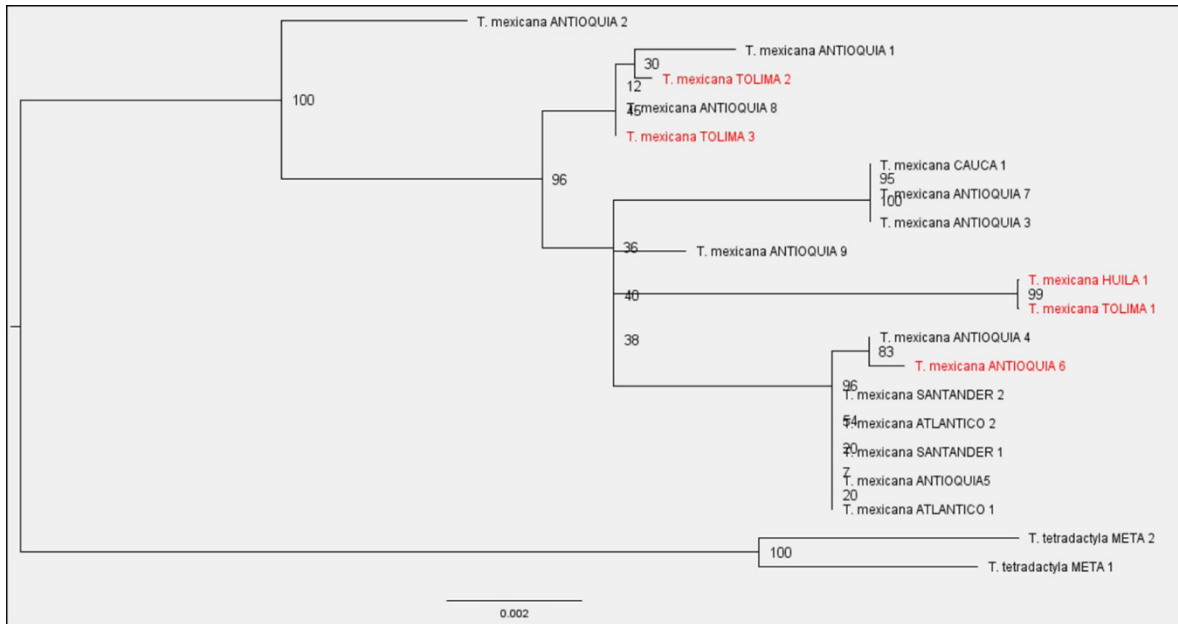 T. mexicana ANTIOQUIA 2
T. mexicana ANTIOQUIA 1
30
T. mexicana TOLIMA 2
12
100
T. mexicana ANTIOQUIA 8
45
T. mexicana TOLIMA 3
T. mexicana CAUCA 1
96
95
T. mexicana ANTIOQUIA 7
100
T. mexicana ANTIOQUIA 3
36
T. mexicana ANTIOQUIA 9
T. mexicana HUILA 1
40
99
T. mexicana TOLIMA 1
38
T. mexicana ANTIOQUIA 4
83
T. mexicana ANTIOQUIA 6
96
T. mexicana SANTANDER 2
54
T. mexicana ATLANTICO 2
20
T. mexicana SANTANDER 1
7
T. mexicana ANTIOQUIA5
20
T. mexicana ATLANTICO 1
T. tetradactyla META 2
100
T. tetradactyla META 1
0.002